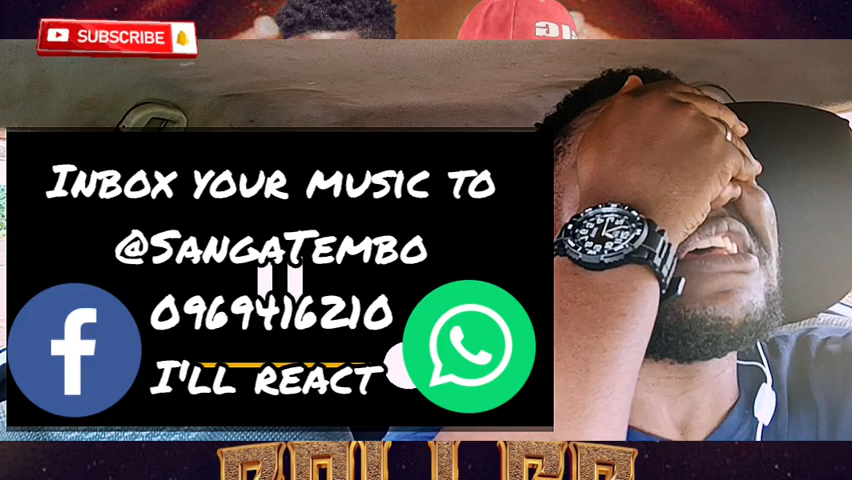 SUBSCRIBE
INBOX YOUR MUSIC TO
@SANGATEMBO
0969416210
I'LL REACT